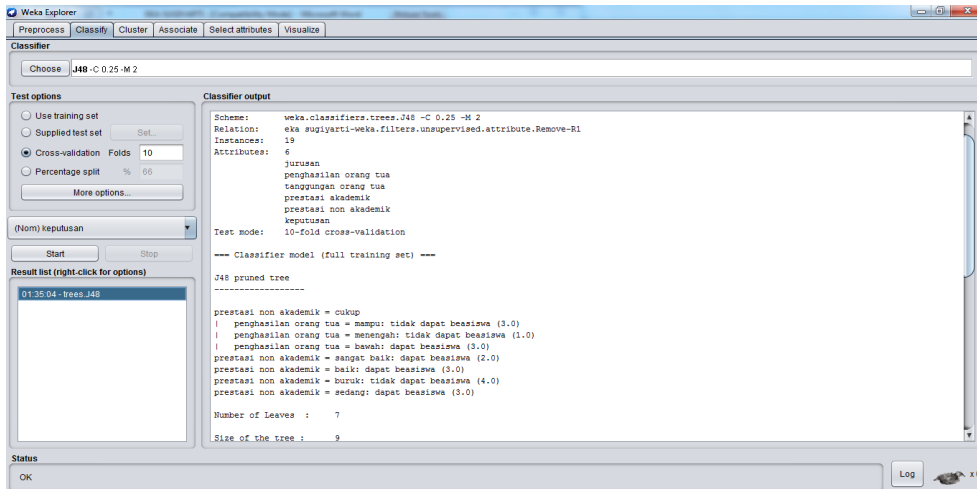 Weka Explorer
Preprocess Classify Cluster Associate Select attributes Visualize
Classifier
Choose J48 -C 0.25 -M 2
Test options
Use training set
Supplied test set Set...
Cross-validation Folds 10
Percentage split % 66
More options...
(Nom) keputusan
Start Stop
Result list (right-click for options)
01:35:04 - trees.J48
Classifier output
Scheme: weka.classifiers.trees.J48 -C 0.25 -M 2
Relation: eka sugiyarti-weka.filters.unsupervised.attribute.Remove-R1
Instances: 19
Attributes: 6
jurusan
penghasilan orang tua
tanggungan orang tua
prestasi akademik
prestasi non akademik
keputusan
Test mode: 10-fold cross-validation
=== Classifier model (full training set) ===
J48 pruned tree
------------------
prestasi non akademik = cukup
| penghasilan orang tua = mampu: tidak dapat beasiswa (3.0)
| penghasilan orang tua = menengah: tidak dapat beasiswa (1.0)
| penghasilan orang tua = bawah: dapat beasiswa (3.0)
prestasi non akademik = sangat baik: dapat beasiswa (2.0)
prestasi non akademik = baik: dapat beasiswa (3.0)
prestasi non akademik = buruk: tidak dapat beasiswa (4.0)
prestasi non akademik = sedang: dapat beasiswa (3.0)
Number of Leaves : 7
Size of the tree : 9
Status
OK
Log